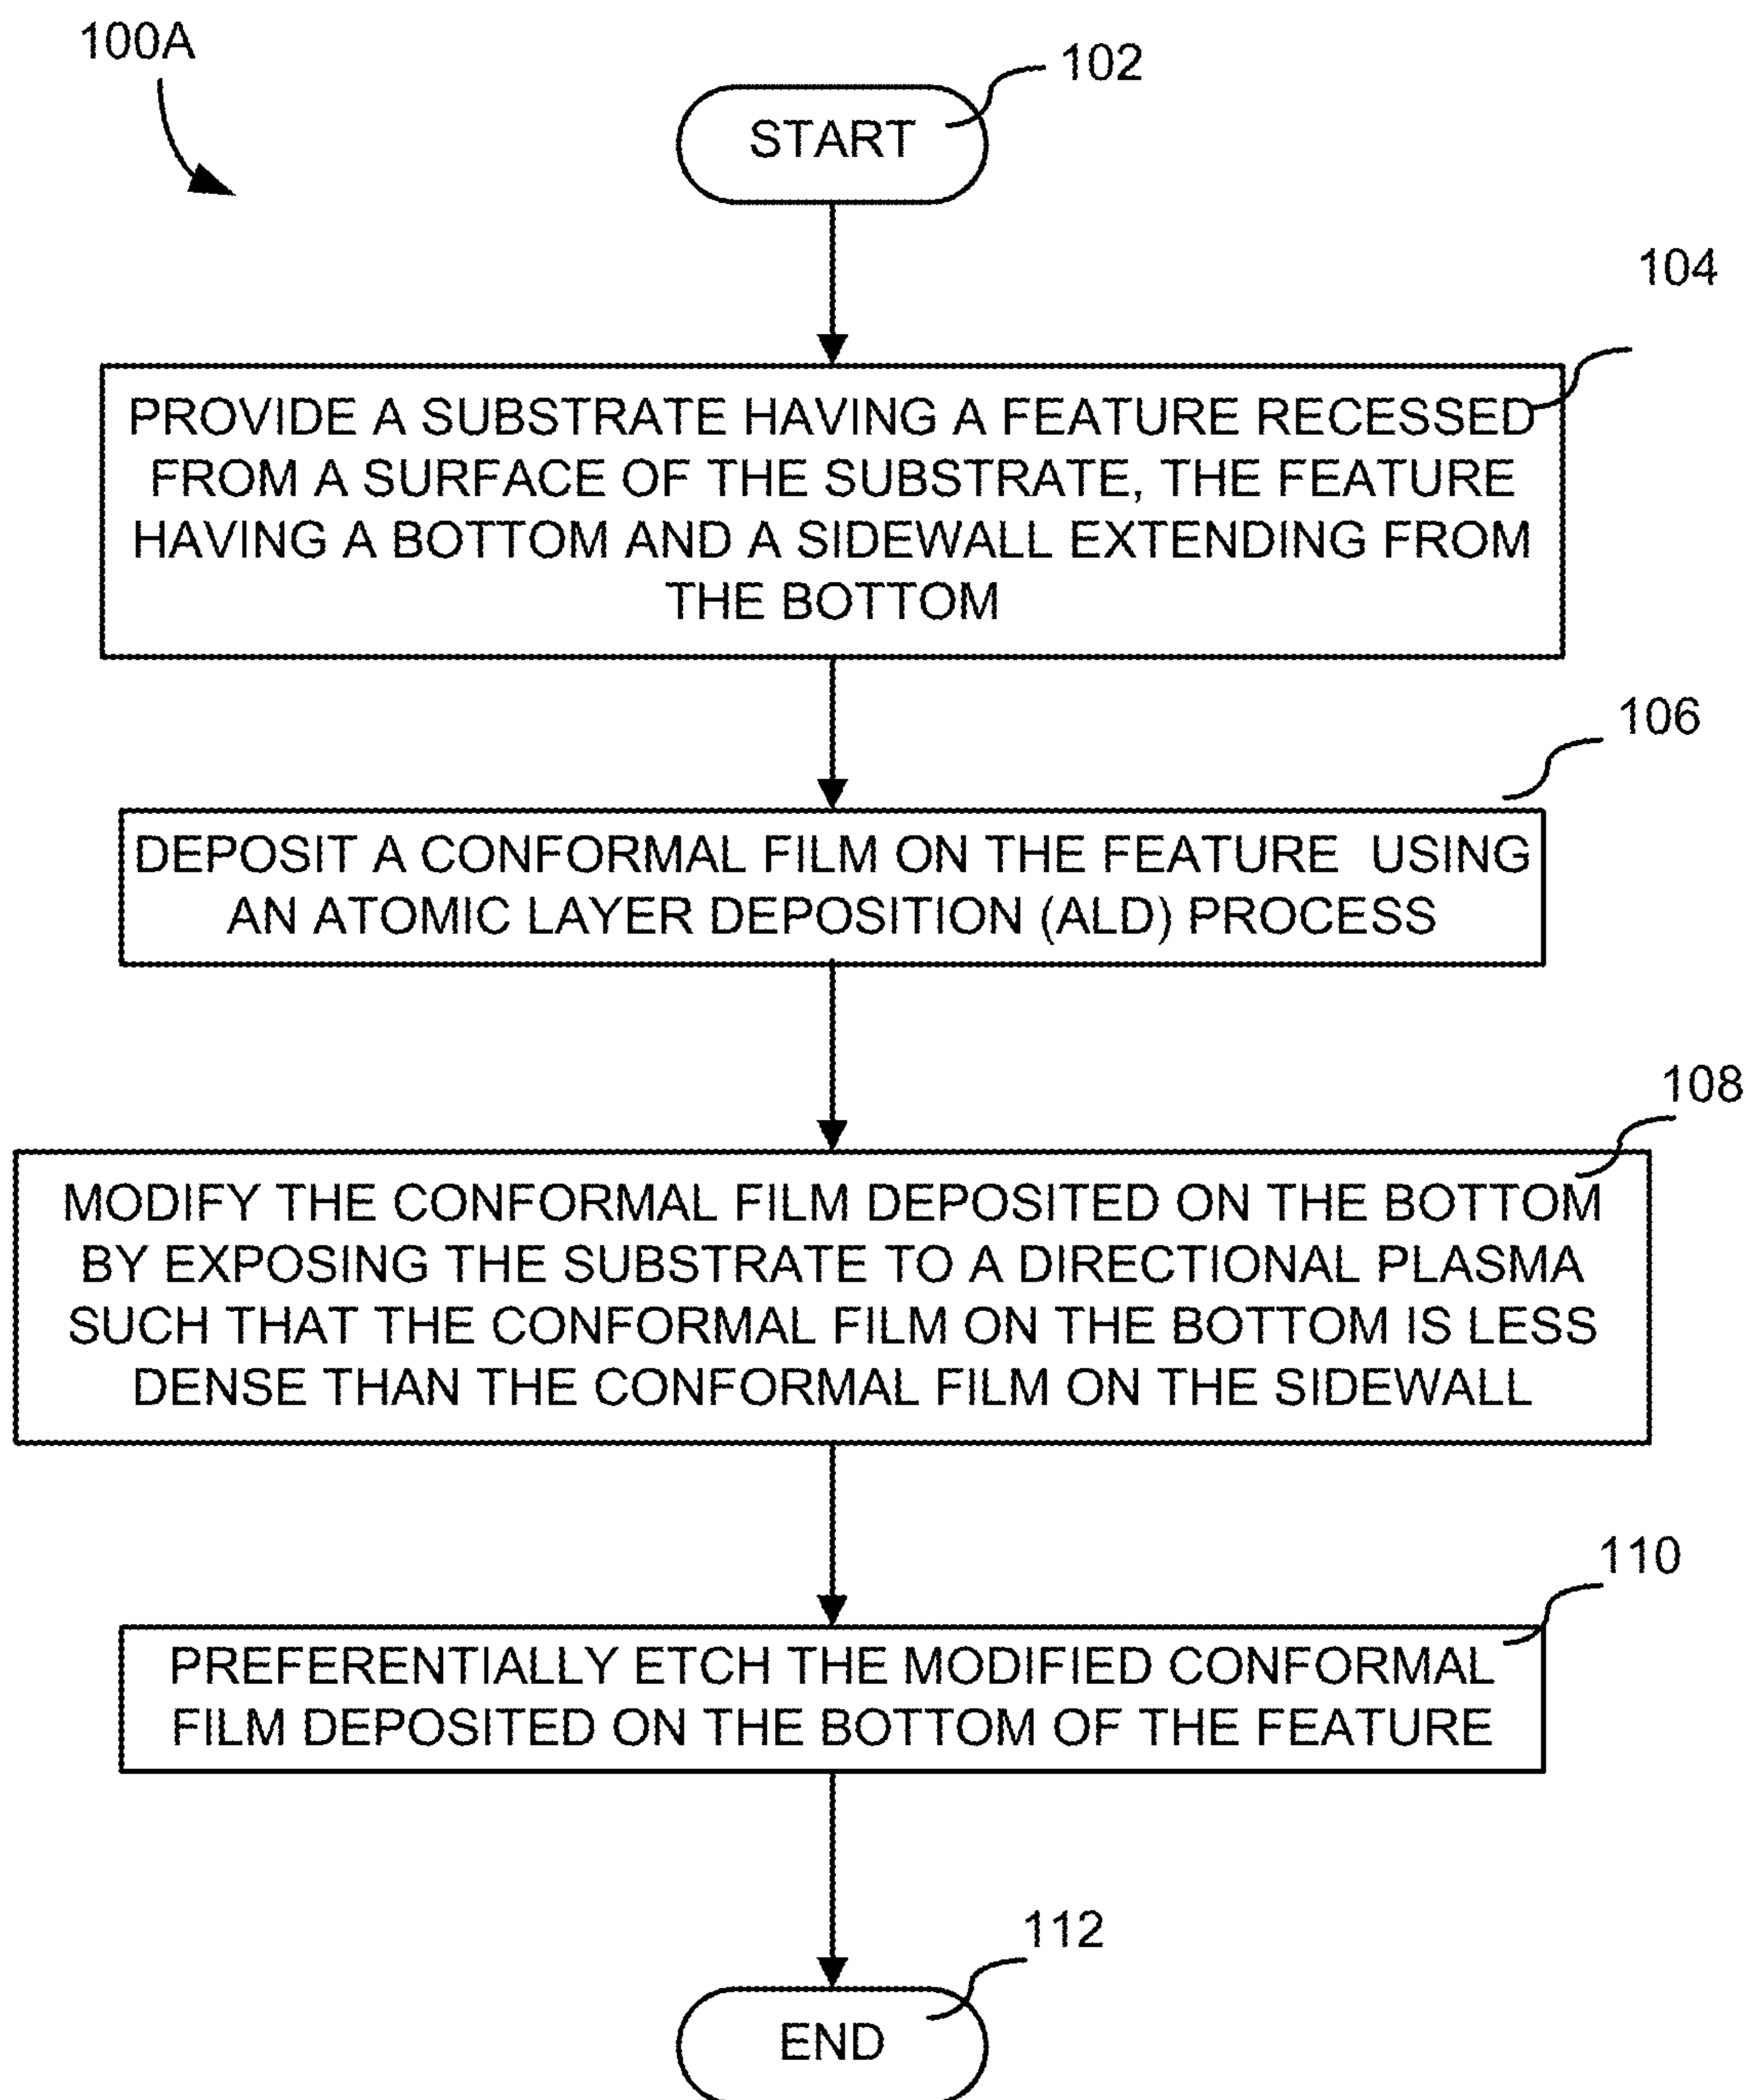 100A
102
START
104
PROVIDE A SUBSTRATE HAVING A FEATURE RECESSED
FROM A SURFACE OF THE SUBSTRATE, THE FEATURE
HAVING A BOTTOM AND A SIDEWALL EXTENDING FROM
THE BOTTOM
106
DEPOSIT A CONFORMAL FILM ON THE FEATURE USING
AN ATOMIC LAYER DEPOSITION (ALD) PROCESS
108
MODIFY THE CONFORMAL FILM DEPOSITED ON THE BOTTOM
BY EXPOSING THE SUBSTRATE TO A DIRECTIONAL PLASMA
SUCH THAT THE CONFORMAL FILM ON THE BOTTOM IS LESS
DENSE THAN THE CONFORMAL FILM ON THE SIDEWALL
110
PREFERENTIALLY ETCH THE MODIFIED CONFORMAL
FILM DEPOSITED ON THE BOTTOM OF THE FEATURE
112
END